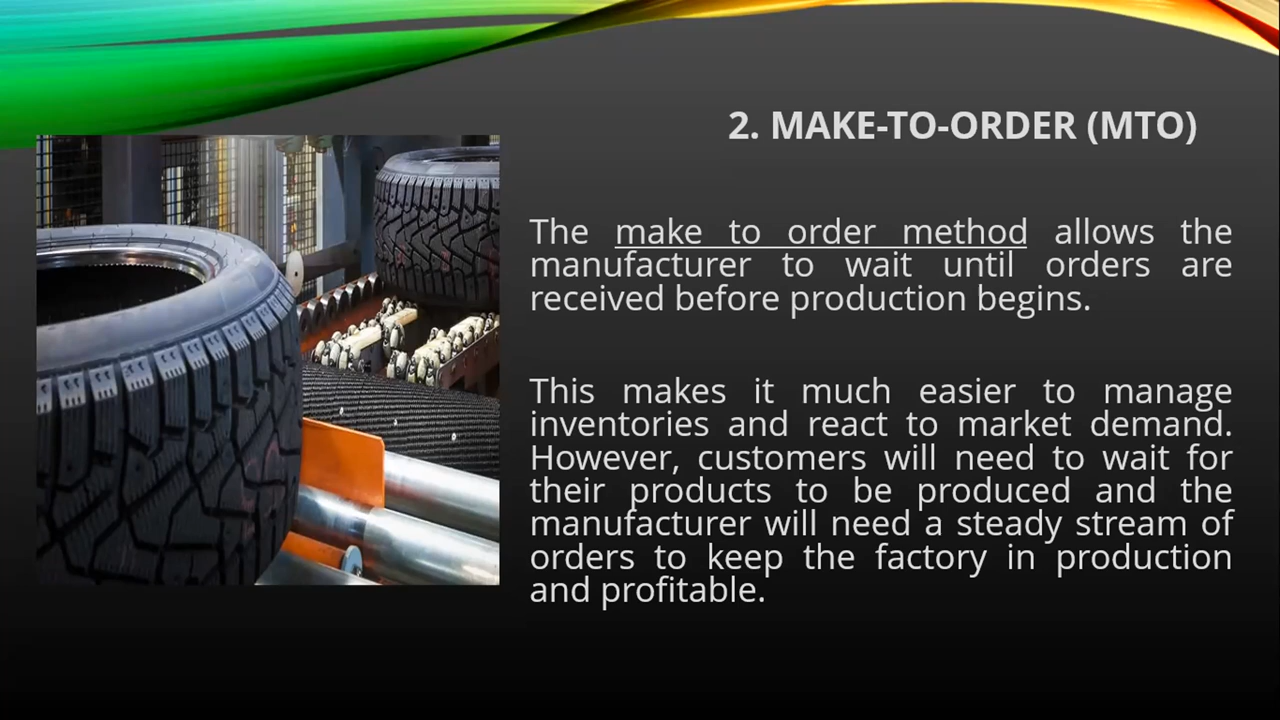 2. MAKE-TO-ORDER (MTO)
The make to order method allows the
manufacturer to wait until orders are
received before production begins.
This makes it much easier to manage
inventories and react to market demand.
However, customers will need to wait for
their products to be produced and the
manufacturer will need a steady stream of
orders to keep the factory in production
and profitable.